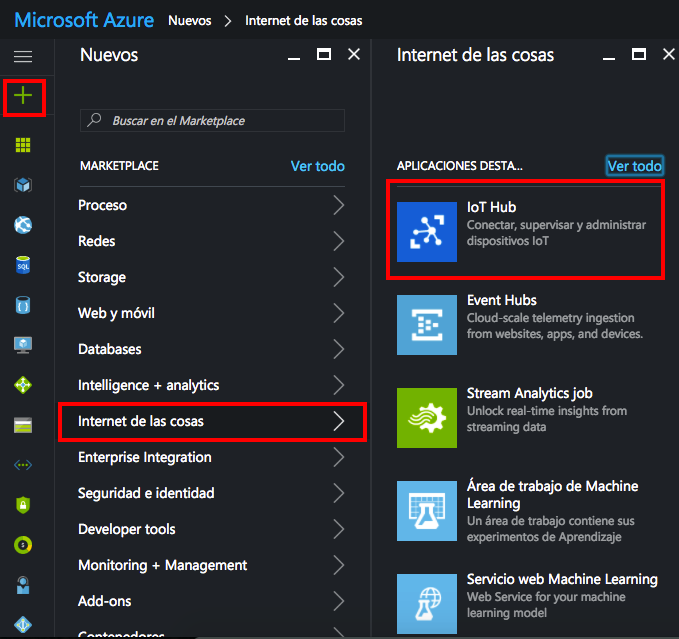 Microsoft Azure Nuevos > Internet de las cosas
Nuevos
Buscar en el Marketplace
MARKETPLACE Ver todo
Proceso
Redes
Storage
Web y móvil
Databases
Intelligence + analytics
Internet de las cosas
Enterprise Integration
Seguridad e identidad
Developer tools
Monitoring + Management
Add-ons
Contenedores
Internet de las cosas
APLICACIONES DESTA... Ver todo
IoT Hub
Conectar, supervisar y administrar
dispositivos IoT
Event Hubs
Cloud-scale telemetry ingestion
from websites, apps, and devices.
Stream Analytics job
Unlock real-time insights from
streaming data
Área de trabajo de Machine
Learning
Un área de trabajo contiene sus
experimentos de Aprendizaje
Servicio web Machine Learning
Web Service for your machine
learning model
SQL